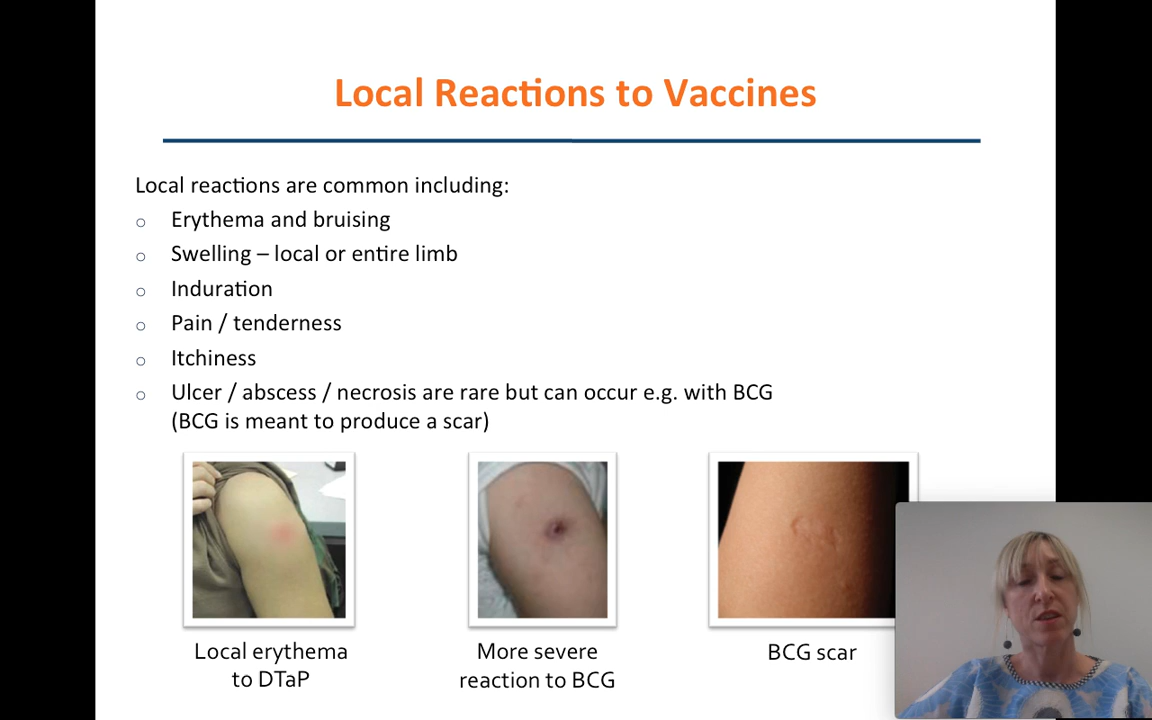 Local Reactions to Vaccines
Local reactions are common including:
Erythema and bruising
Swelling – local or entire limb
Induration
Pain / tenderness
Itchiness
Ulcer / abscess / necrosis are rare but can occur e.g. with BCG
(BCG is meant to produce a scar)
Local erythema
to DTaP
More severe
reaction to BCG
BCG scar